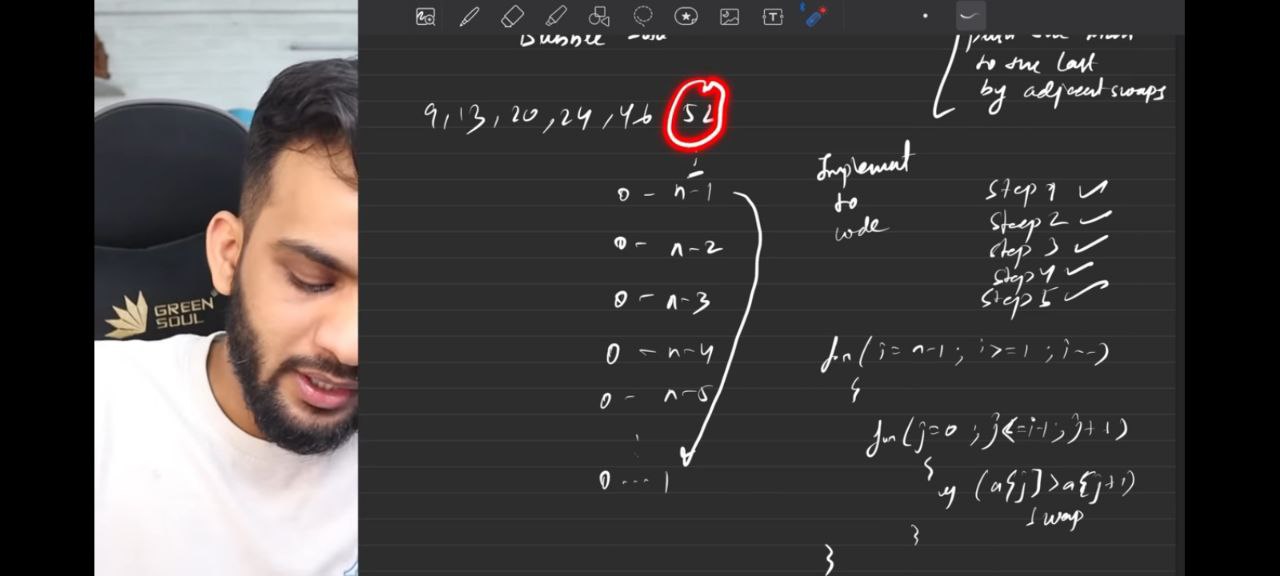 Bubble Sort
push the max
to the last
by adjacent swaps
9, 13, 20, 24, 46 52
0 - n-1
0 - n-2
0 - n-3
0 - n-4
0 - n-5
0 --- 1
Implement
to
code
Step 1 ✓
Steep 2 ✓
Step 3 ✓
Step 4 ✓
Step 5 ✓
for(i= n-1; i>=1; i--)
{
for(j=0; j<=i-1; j++)
{
if (a[j]>a[j+1)
swap
}
}
GREEN
SOUL
T